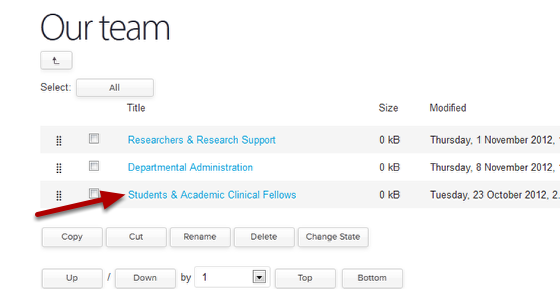 Our team
Select: All
Title Size Modified
Researchers & Research Support 0 kB Thursday, 1 November 2012,
Departmental Administration 0 kB Thursday, 8 November 2012,
Students & Academic Clinical Fellows 0 kB Tuesday, 23 October 2012,
Copy Cut Rename Delete Change State
Up / Down by 1 Top Bottom